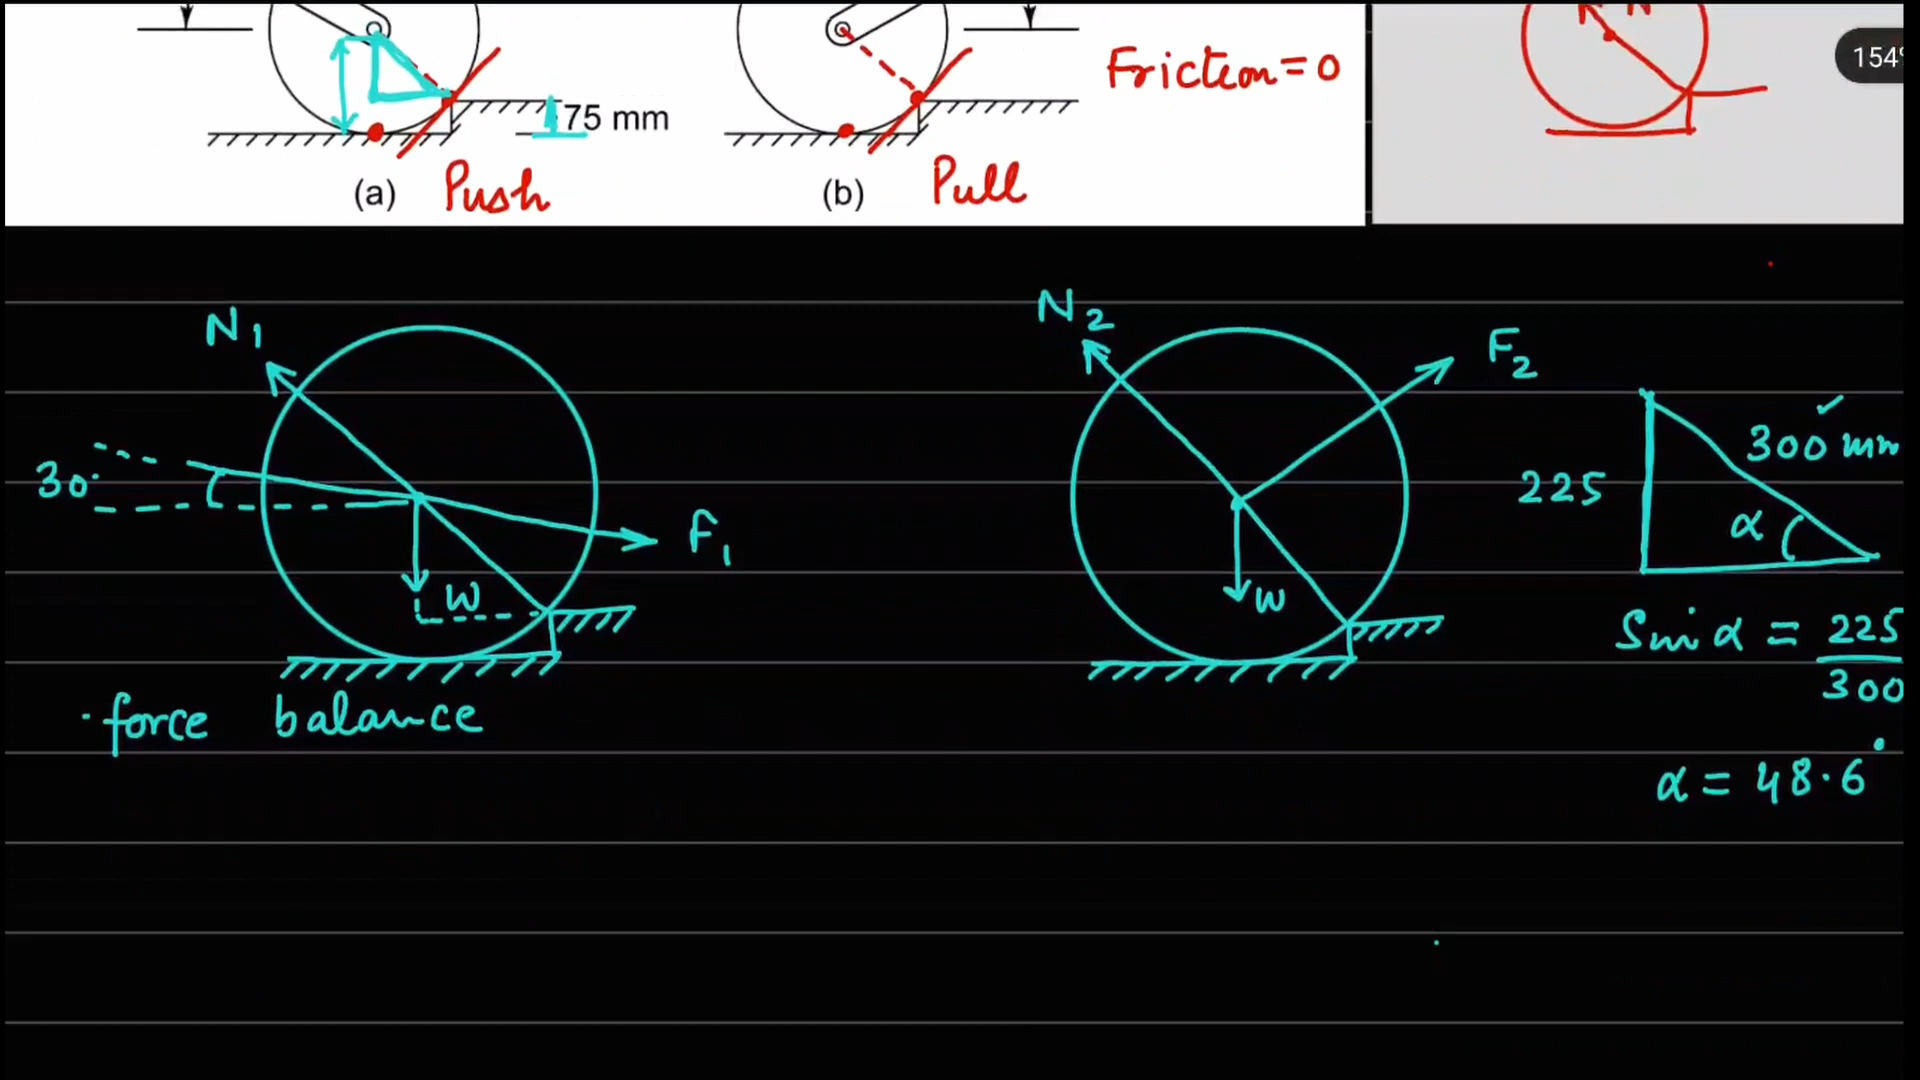 154
Friction = 0
75 mm
(a) Push
(b) Pull
N1
N2
F2
30°
F1
W
W
300 mm
225
α
Sin α = 225
300
force balance
α = 48.6°